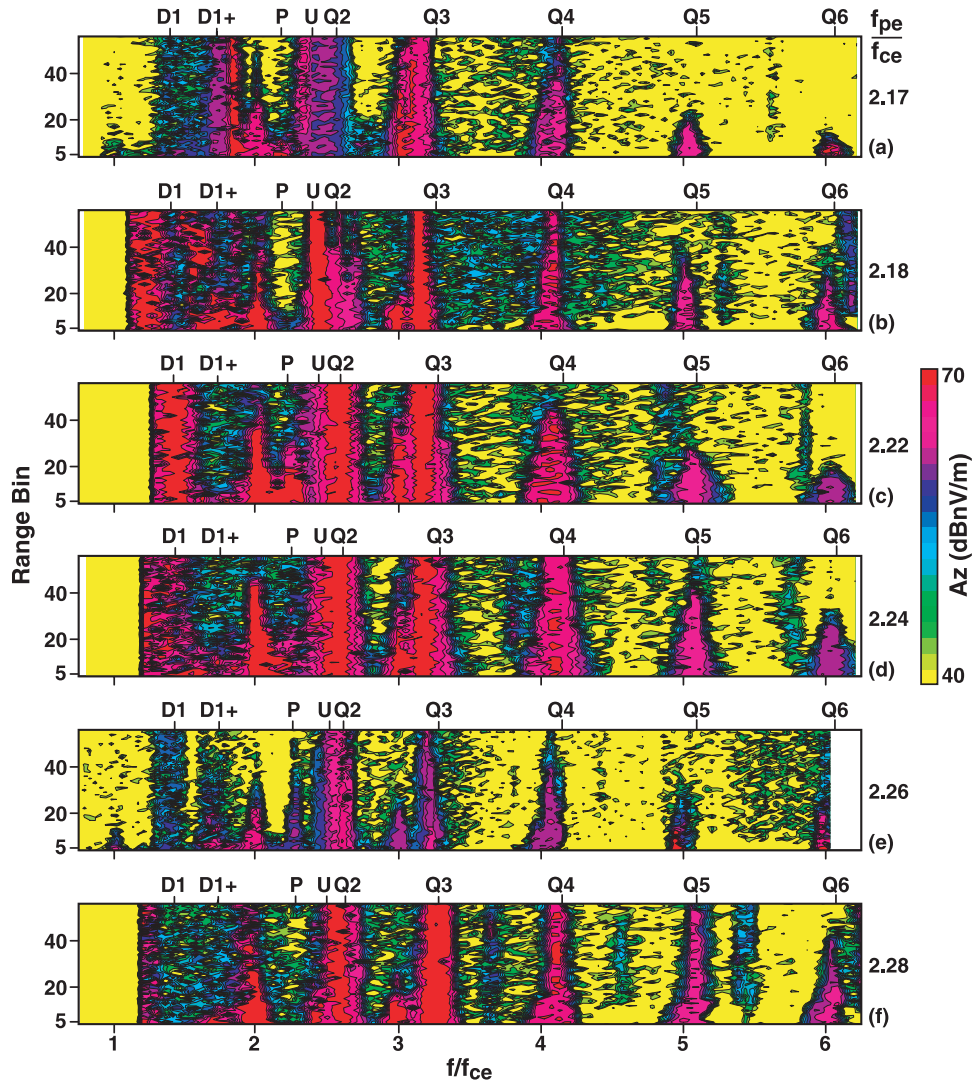 D1 D1+ P U Q2 Q3 Q4 Q5 Q6 fpe
fce
40
20
5
2.17
(a)
D1 D1+ P U Q2 Q3 Q4 Q5 Q6
40
20
5
2.18
(b)
D1 D1+ P U Q2 Q3 Q4 Q5 Q6
40
20
5
2.22
(c)
D1 D1+ P U Q2 Q3 Q4 Q5 Q6
40
20
5
2.24
(d)
D1 D1+ P U Q2 Q3 Q4 Q5 Q6
40
20
5
2.26
(e)
D1 D1+ P U Q2 Q3 Q4 Q5 Q6
40
20
5
2.28
(f)
1 2 3 4 5 6
f/fce
Range Bin
70
40
Az (dBnV/m)